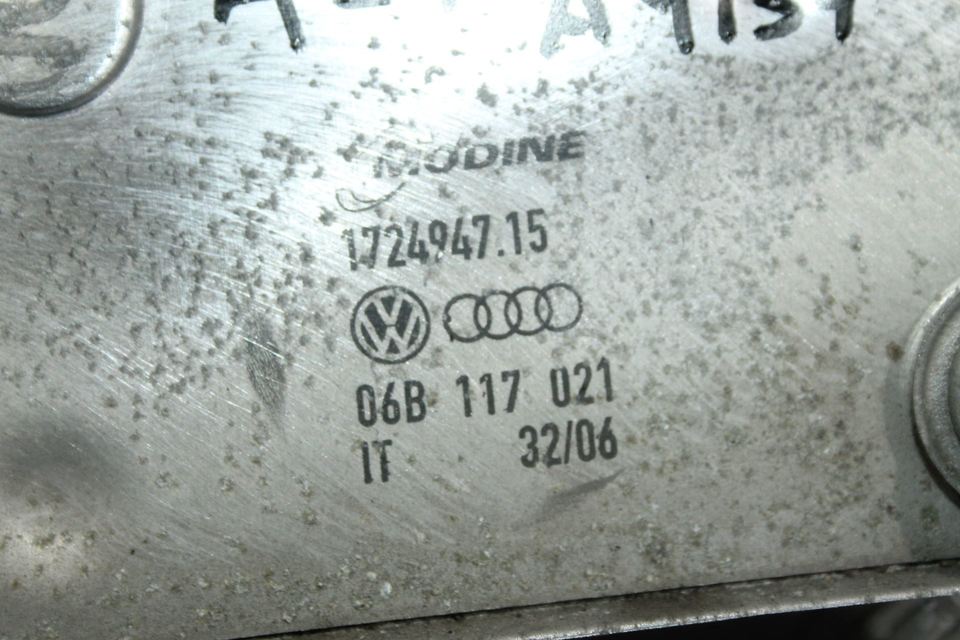 MODINE
1724947.15
06B 117 021
IT 32/06